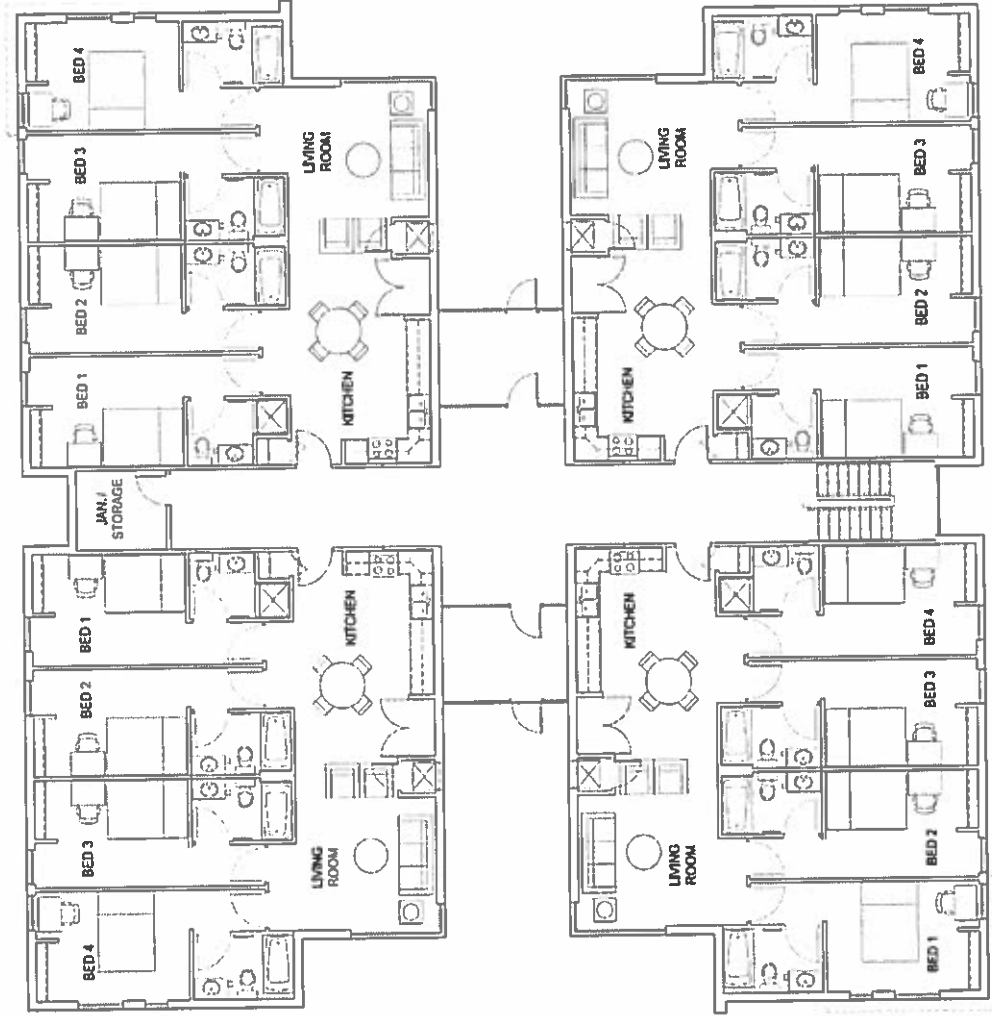 BED 4
BED 3
BED 2
BED 1
LIVING
ROOM
KITCHEN
LIVING
ROOM
KITCHEN
BED 4
BED 3
BED 2
BED 1
JAN./
STORAGE
BED 1
BED 2
BED 3
BED 4
KITCHEN
LIVING
ROOM
KITCHEN
LIVING
ROOM
BED 4
BED 3
BED 2
BED 1